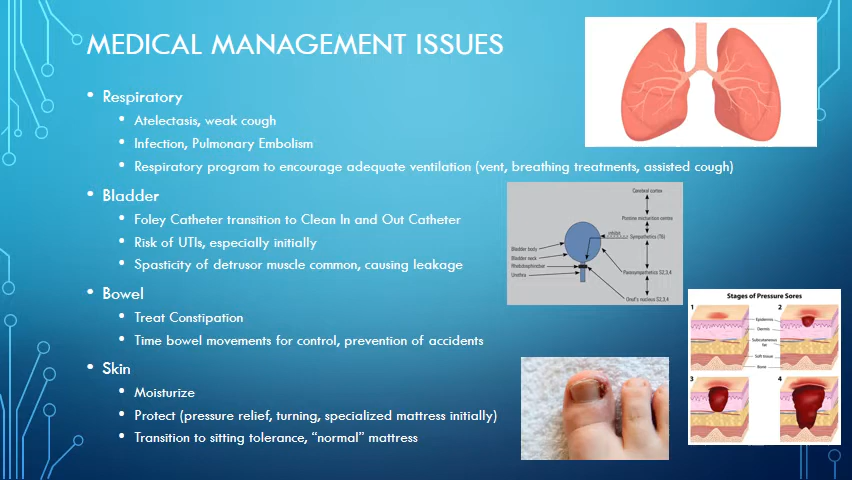 MEDICAL MANAGEMENT ISSUES
• Respiratory
• Atelectasis, weak cough
• Infection, Pulmonary Embolism
• Respiratory program to encourage adequate ventilation (vent, breathing treatments, assisted cough)
• Bladder
• Foley Catheter transition to Clean In and Out Catheter
• Risk of UTIs, especially initially
• Spasticity of detrusor muscle common, causing leakage
• Bowel
• Treat Constipation
• Time bowel movements for control, prevention of accidents
• Skin
• Moisturize
• Protect (pressure relief, turning, specialized mattress initially)
• Transition to sitting tolerance, “normal” mattress
Cerebral cortex
Pontine micturition centre
Sympathetics (T6)
Bladder body
Bladder neck
Urethra
Parasympathetics S2,3,4
Onuf's nucleus S2,3,4
Stages of Pressure Sores
1
2
Epidermis
Dermis
Subcutaneous
fat
Soft tissue
Bone
3
4